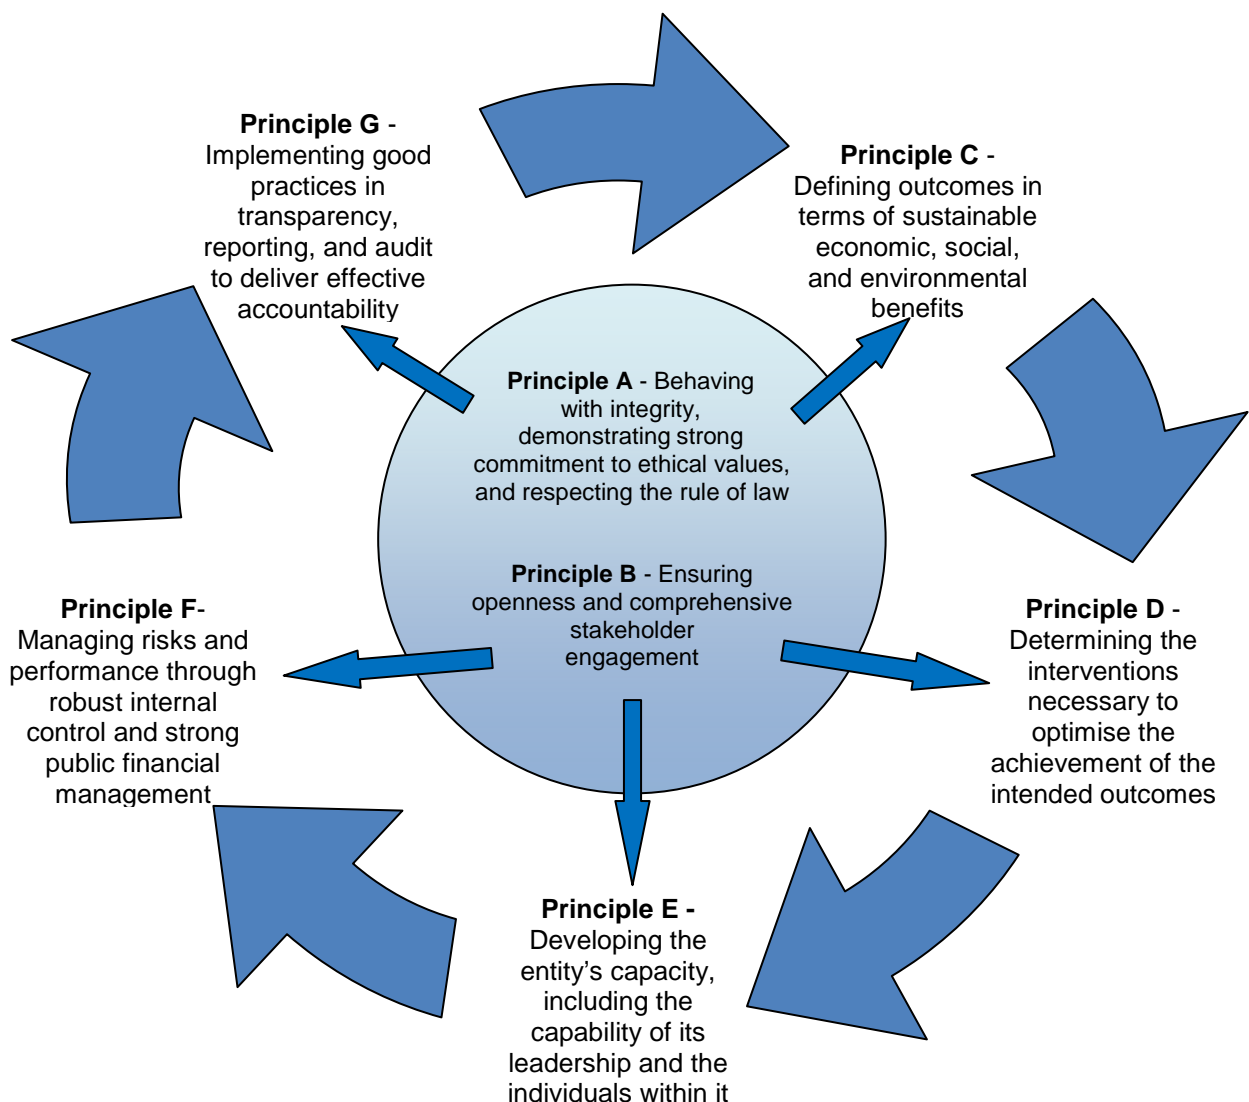 Principle G -
Implementing good
practices in
transparency,
reporting, and audit
to deliver effective
accountability
Principle C -
Defining outcomes in
terms of sustainable
economic, social,
and environmental
benefits
Principle A - Behaving
with integrity,
demonstrating strong
commitment to ethical values,
and respecting the rule of law
Principle B - Ensuring
openness and comprehensive
stakeholder
engagement
Principle F-
Managing risks and
performance through
robust internal
control and strong
public financial
management
Principle D -
Determining the
interventions
necessary to
optimise the
achievement of the
intended outcomes
Principle E -
Developing the
entity’s capacity,
including the
capability of its
leadership and the
individuals within it